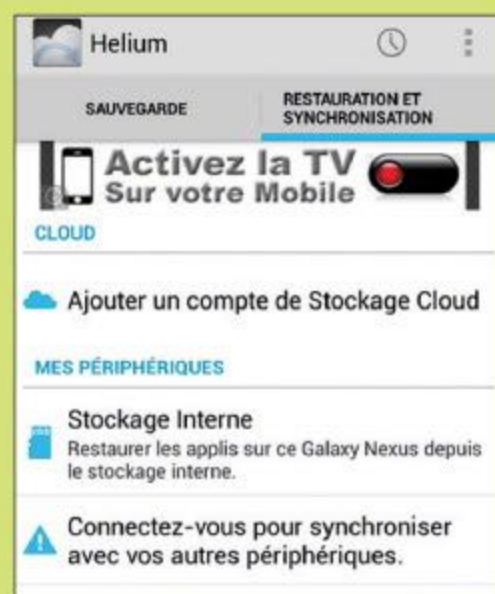 Helium
SAUVEGARDE
RESTAURATION ET
SYNCHRONISATION
Activez la TV
Sur votre Mobile
CLOUD
Ajouter un compte de Stockage Cloud
MES PÉRIPHÉRIQUES
Stockage Interne
Restaurer les applis sur ce Galaxy Nexus depuis
le stockage interne.
Connectez-vous pour synchroniser
avec vos autres périphériques.